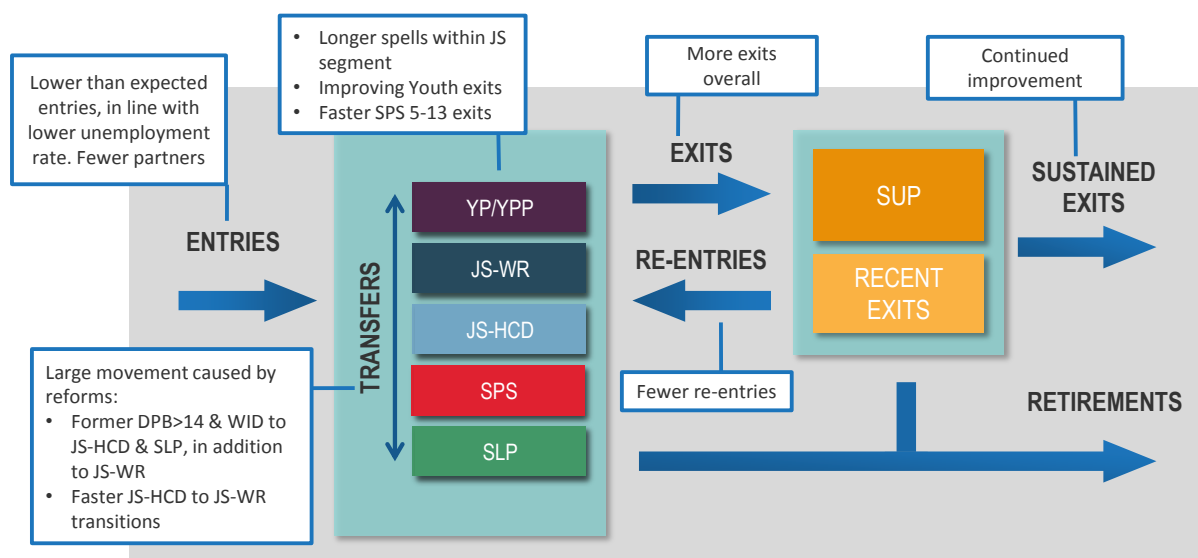 Lower than expected
entries, in line with
lower unemployment
rate. Fewer partners
• Longer spells within JS
segment
• Improving Youth exits
• Faster SPS 5-13 exits
More exits
overall
Continued
improvement
ENTRIES
TRANSFERS
YP/YPP
JS-WR
JS-HCD
SPS
SLP
EXITS
RE-ENTRIES
Fewer re-entries
SUP
RECENT
EXITS
SUSTAINED
EXITS
RETIREMENTS
Large movement caused by
reforms:
• Former DPB>14 & WID to
JS-HCD & SLP, in addition
to JS-WR
• Faster JS-HCD to JS-WR
transitions